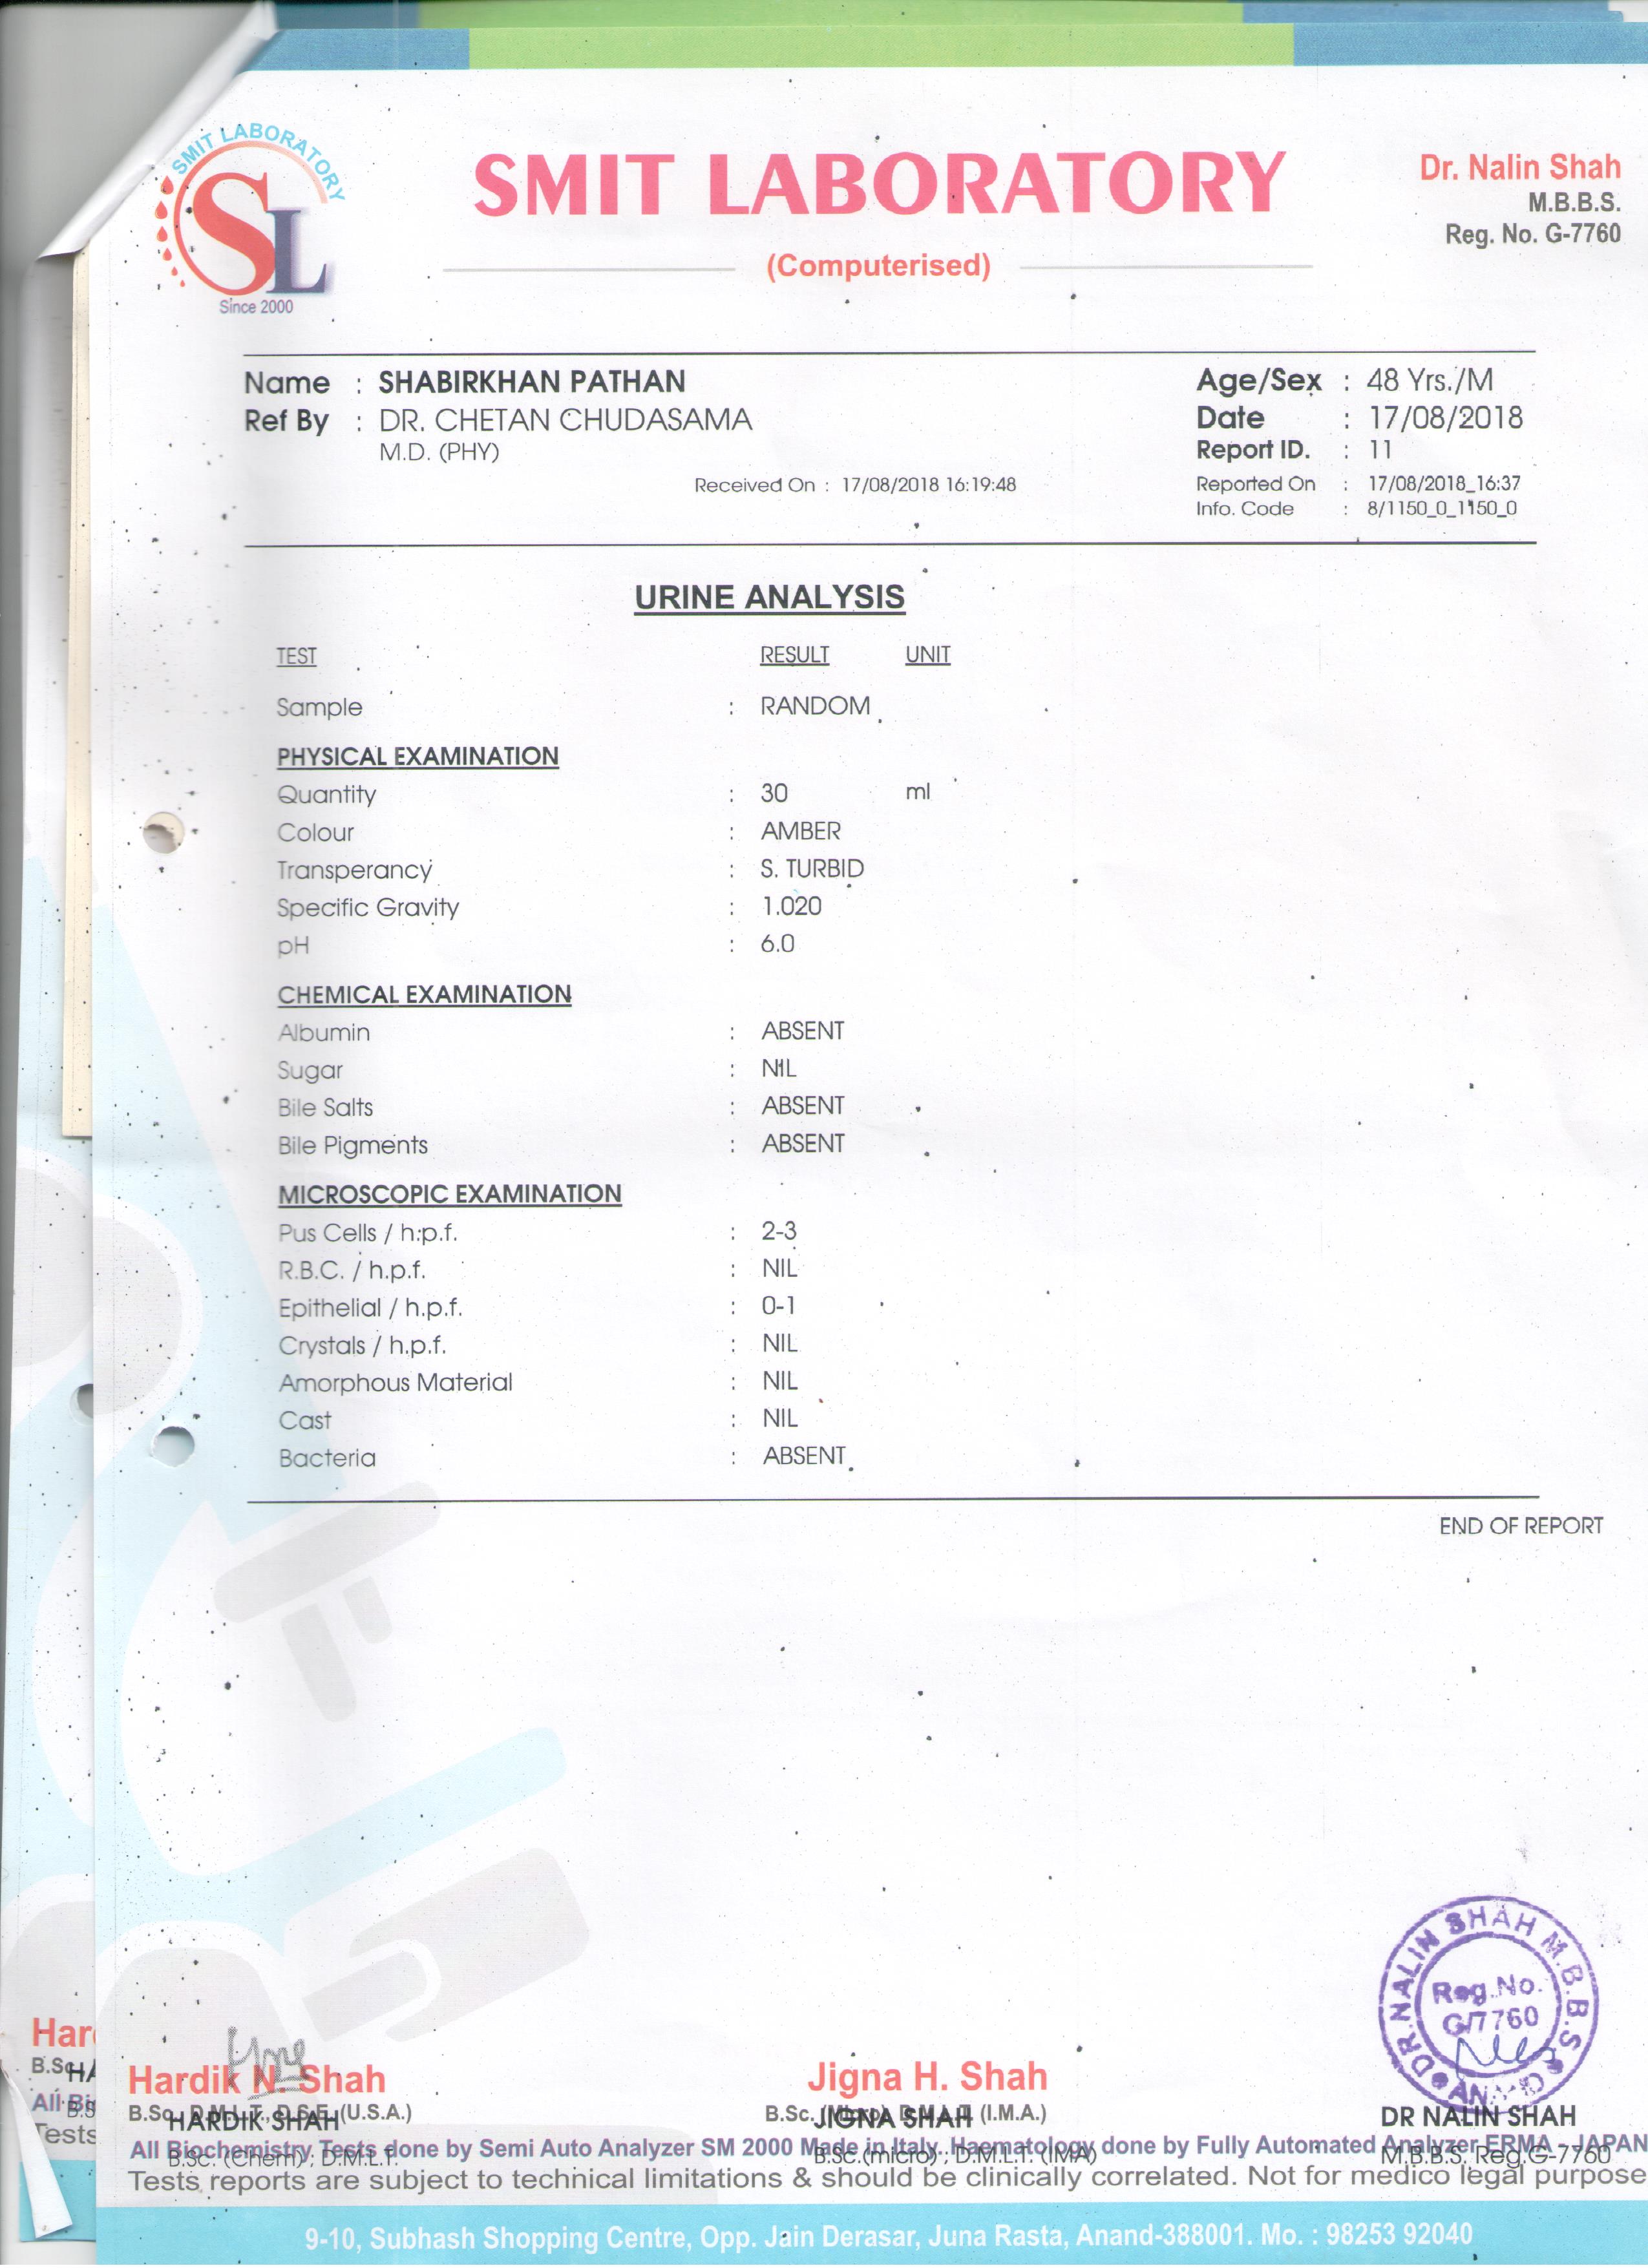 SMIT LABORATORY
SL
Since 2000
SMIT LABORATORY
(Computerised)
Dr. Nalin Shah
M.B.B.S.
Reg. No. G-7760
Name : SHABIRKHAN PATHAN
Ref By : DR. CHETAN CHUDASAMA
M.D. (PHY)
Received On : 17/08/2018 16:19:48
Age/Sex : 48 Yrs./M
Date : 17/08/2018
Report ID. : 11
Reported On : 17/08/2018_16:37
Info. Code : 8/1150_0_1150_0
URINE ANALYSIS
TEST RESULT UNIT
Sample : RANDOM
PHYSICAL EXAMINATION
Quantity : 30 ml
Colour : AMBER
Transperancy : S. TURBID
Specific Gravity : 1.020
pH : 6.0
CHEMICAL EXAMINATION
Albumin : ABSENT
Sugar : NIL
Bile Salts : ABSENT
Bile Pigments : ABSENT
MICROSCOPIC EXAMINATION
Pus Cells / h.p.f. : 2-3
R.B.C. / h.p.f. : NIL
Epithelial / h.p.f. : 0-1
Crystals / h.p.f. : NIL
Amorphous Material : NIL
Cast : NIL
Bacteria : ABSENT
END OF REPORT
DR. NALIN SHAH M.B.B.S.
Reg. No.
G/7760
Hardik N. Shah
B.Sc., D.M.L.T., D.S.E. (U.S.A.)
HARDIK SHAH
B.Sc. (Chem) ; D.M.L.T.
Jigna H. Shah
B.Sc. (Micro) D.M.L.T. (I.M.A.)
JIGNA SHAH
B.Sc.(micro) ; D.M.L.T. (IMA)
DR NALIN SHAH
M.B.B.S. Reg.G-7760
All Biochemistry Tests done by Semi Auto Analyzer SM 2000 Made in Italy. Haematology done by Fully Automated Analyzer ERMA - JAPAN
Tests reports are subject to technical limitations & should be clinically correlated. Not for medico legal purpose
9-10, Subhash Shopping Centre, Opp. Jain Derasar, Juna Rasta, Anand-388001. Mo. : 98253 92040